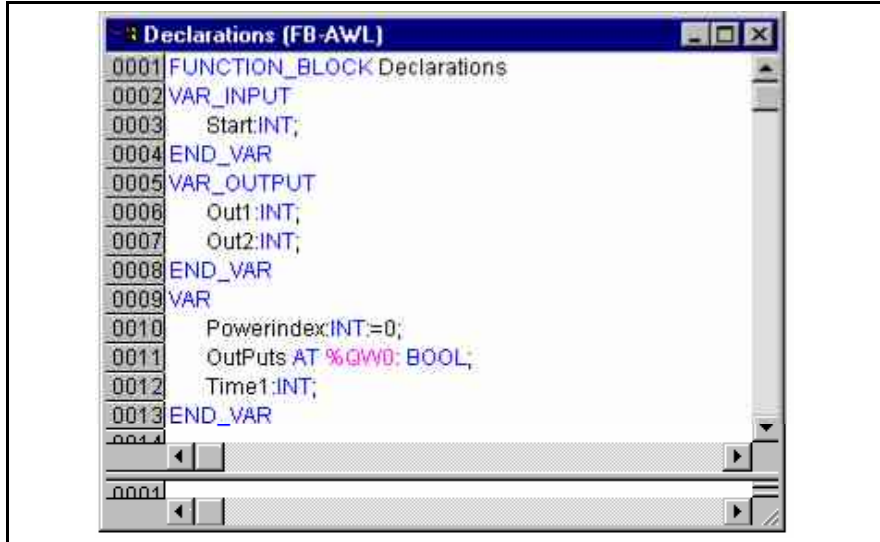 Declarations (FB-AWL)
0001 FUNCTION_BLOCK Declarations
0002 VAR_INPUT
0003 Start:INT;
0004 END_VAR
0005 VAR_OUTPUT
0006 Out1:INT;
0007 Out2:INT;
0008 END_VAR
0009 VAR
0010 Powerindex:INT:=0;
0011 OutPuts AT %QW0: BOOL;
0012 Time1:INT;
0013 END_VAR
0014
0001